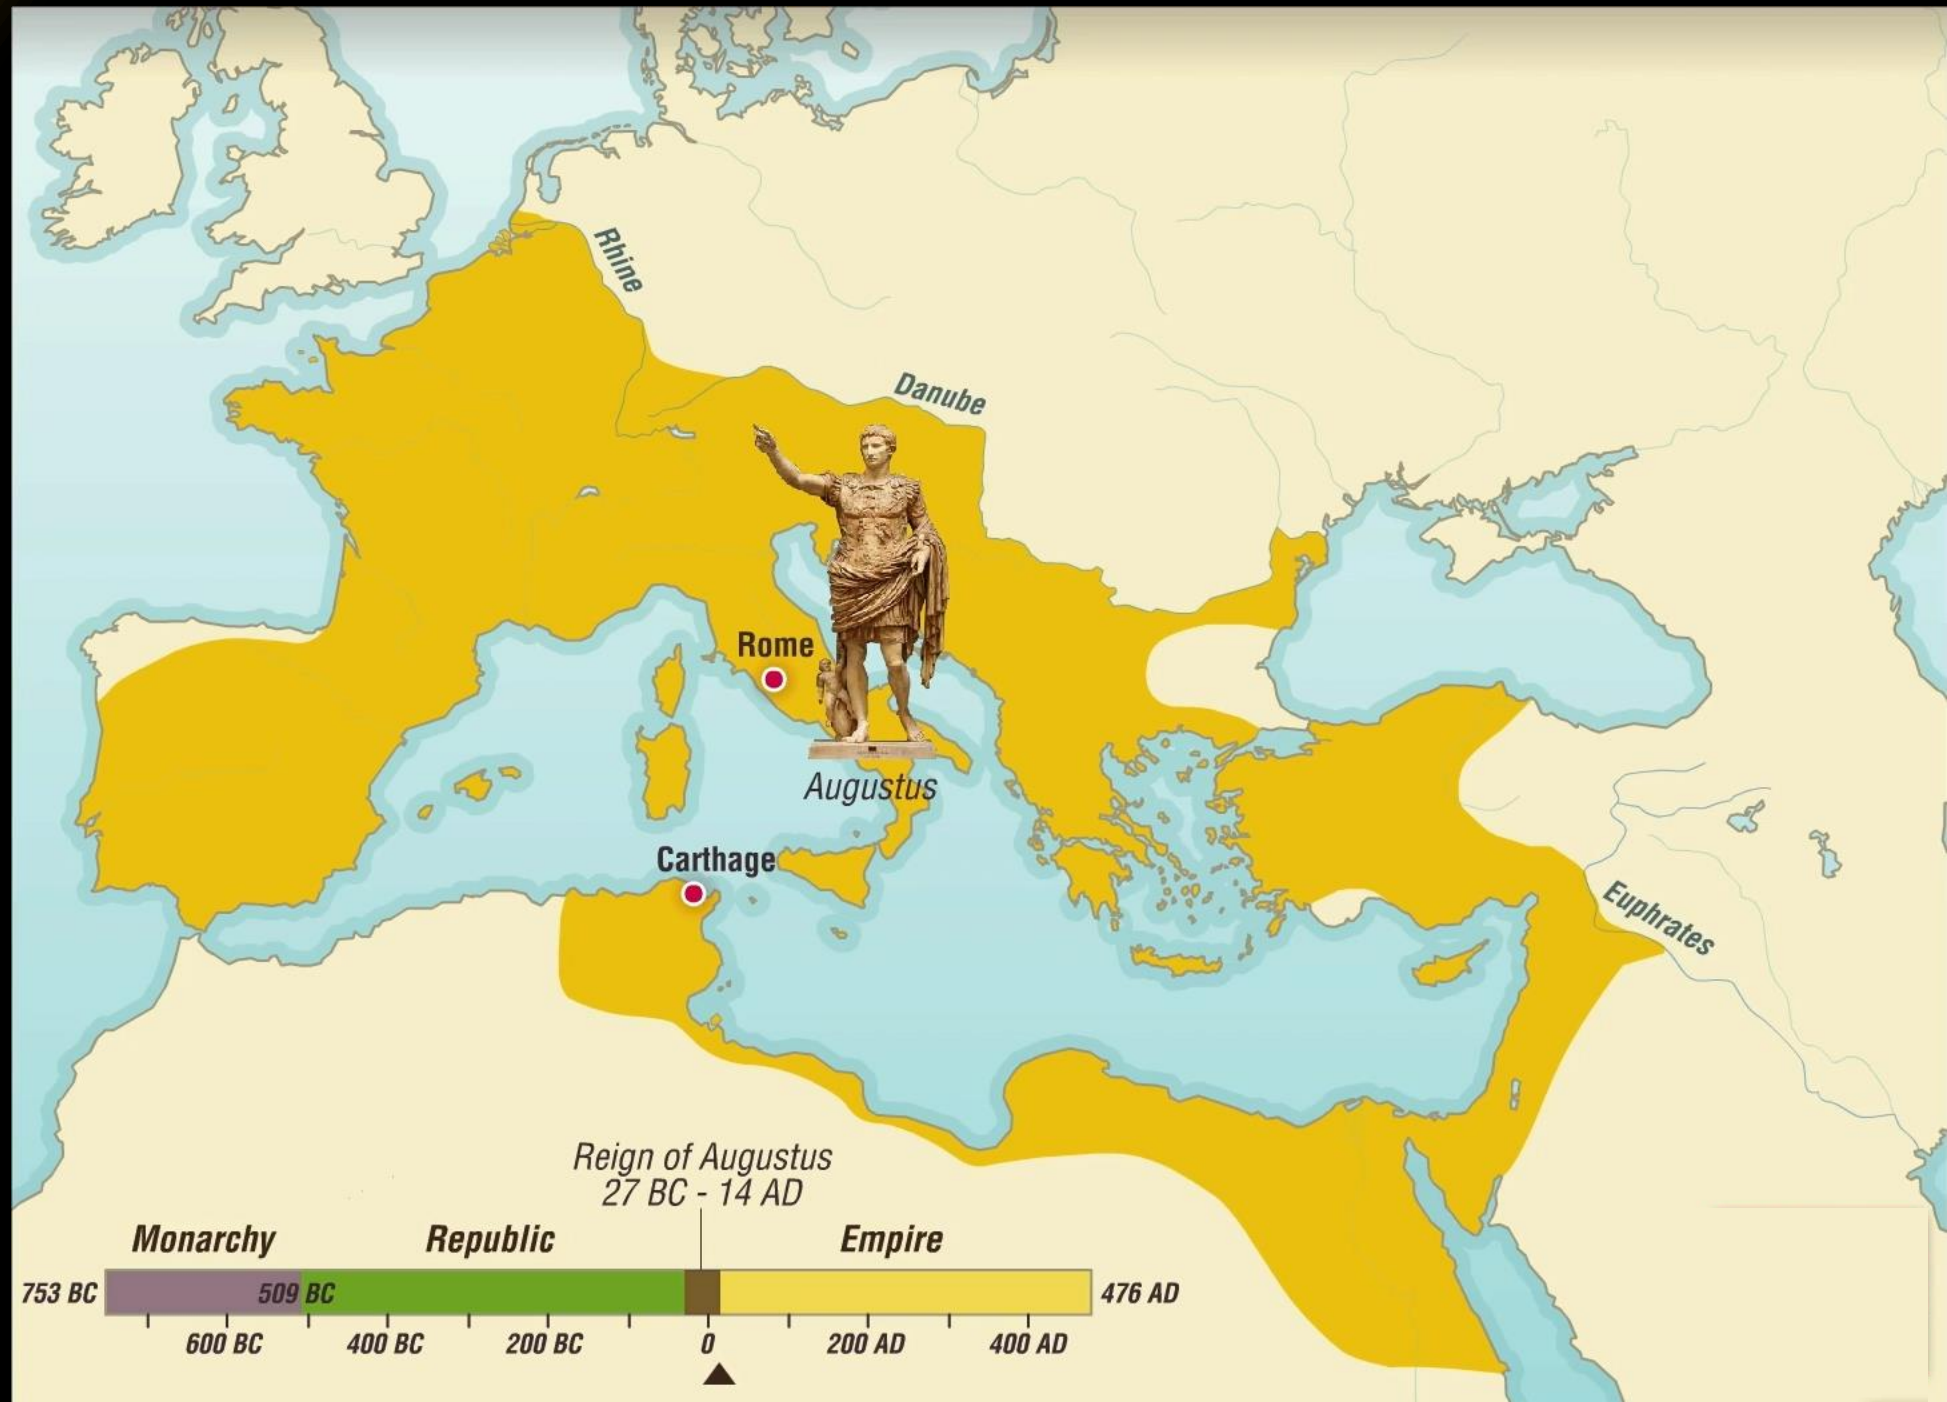 Rhine
Danube
Rome
Augustus
Carthage
Euphrates
Reign of Augustus
27 BC - 14 AD
Monarchy
Republic
Empire
753 BC
509 BC
476 AD
600 BC
400 BC
200 BC
0
200 AD
400 AD